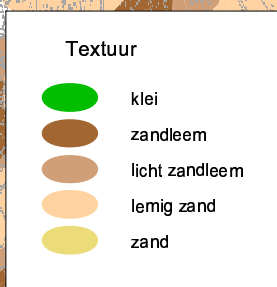 Textuur
klei
zandleem
licht zandleem
lemig zand
zand